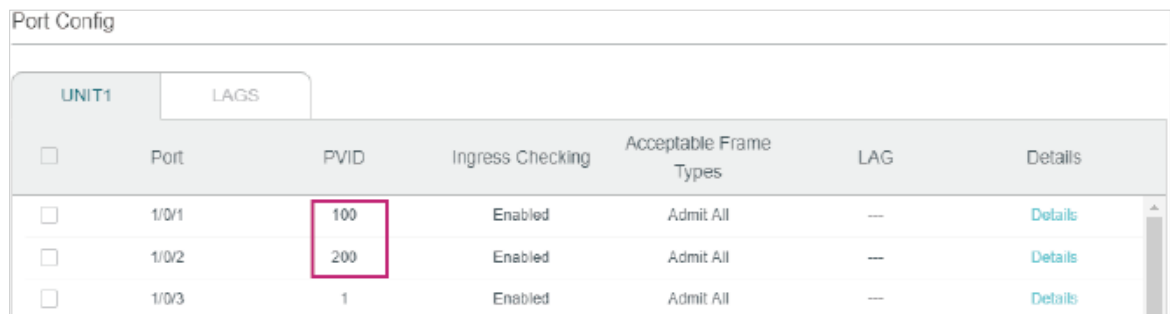 Port Config
UNIT1 LAGS
Port PVID Ingress Checking Acceptable Frame Types LAG Details
1/0/1 100 Enabled Admit All --- Details
1/0/2 200 Enabled Admit All --- Details
1/0/3 1 Enabled Admit All --- Details